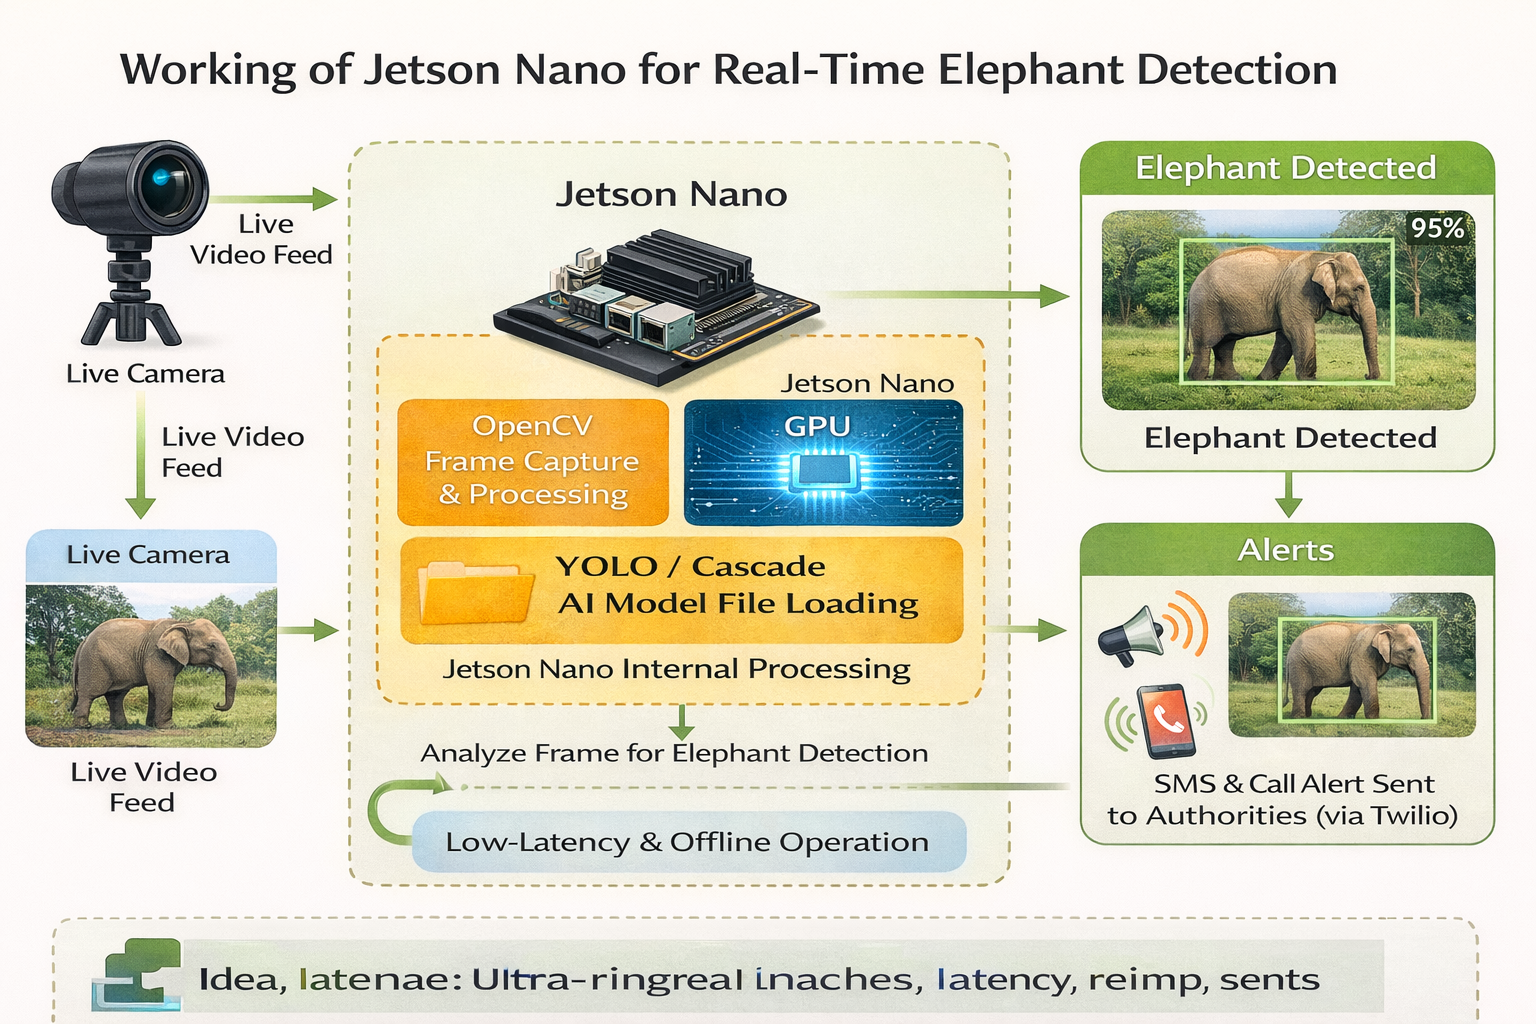 Working of Jetson Nano for Real-Time Elephant Detection
Live
Video Feed
Live Camera
Live Video
Feed
Live Camera
Live Video
Feed
Jetson Nano
Jetson Nano
OpenCV
Frame Capture
& Processing
GPU
YOLO / Cascade
AI Model File Loading
Jetson Nano Internal Processing
Analyze Frame for Elephant Detection
Low-Latency & Offline Operation
Elephant Detected
95%
Elephant Detected
Alerts
SMS & Call Alert Sent
to Authorities (via Twilio)
Idea, latenae: Ultra-ringreal inaches, latency, reimp, sents